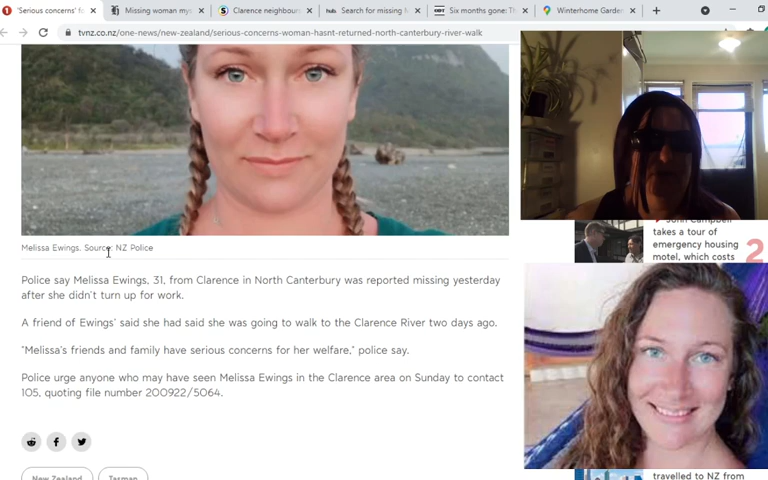 'Serious concerns' f
Missing woman mys
Clarence neighbour
Search for missing M
Six months gone: Th
Winterhome Garden
tvnz.co.nz/one-news/new-zealand/serious-concerns-woman-hasnt-returned-north-canterbury-river-walk
Melissa Ewings. Source: NZ Police
Police say Melissa Ewings, 31, from Clarence in North Canterbury was reported missing yesterday
after she didn't turn up for work.
A friend of Ewings' said she had said she was going to walk to the Clarence River two days ago.
"Melissa's friends and family have serious concerns for her welfare," police say.
Police urge anyone who may have seen Melissa Ewings in the Clarence area on Sunday to contact
105, quoting file number 200922/5064.
New Zealand
Tasman
John Campbell
takes a tour of
emergency housing
motel, which costs
2
travelled to NZ from